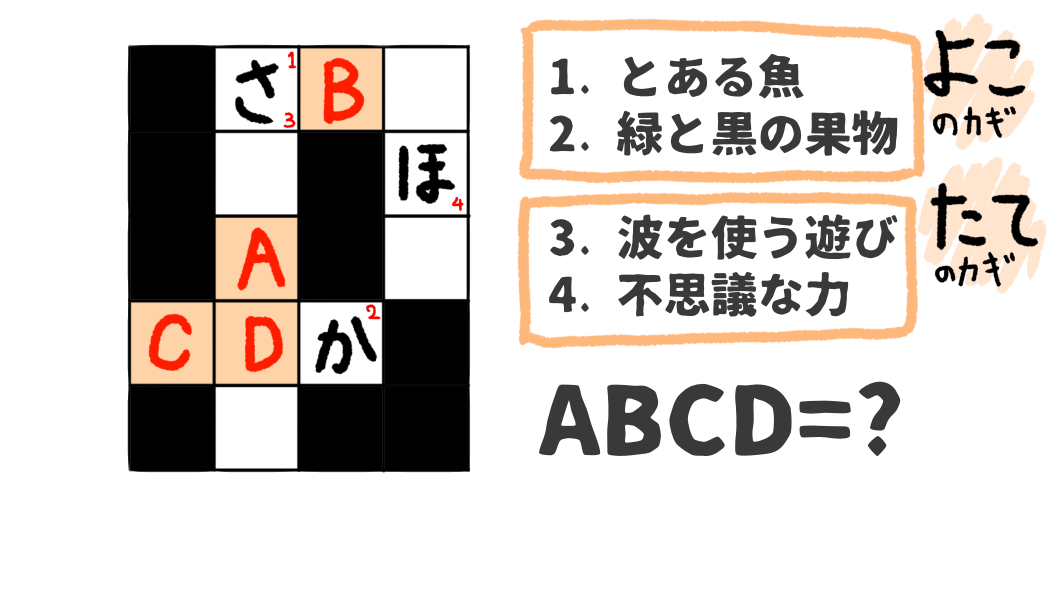 さ 1 3 B
ほ 4
A
C D か 2
1. とある魚
2. 緑と黒の果物
よこ
のカギ
3. 波を使う遊び
4. 不思議な力
たて
のカギ
ABCD=?